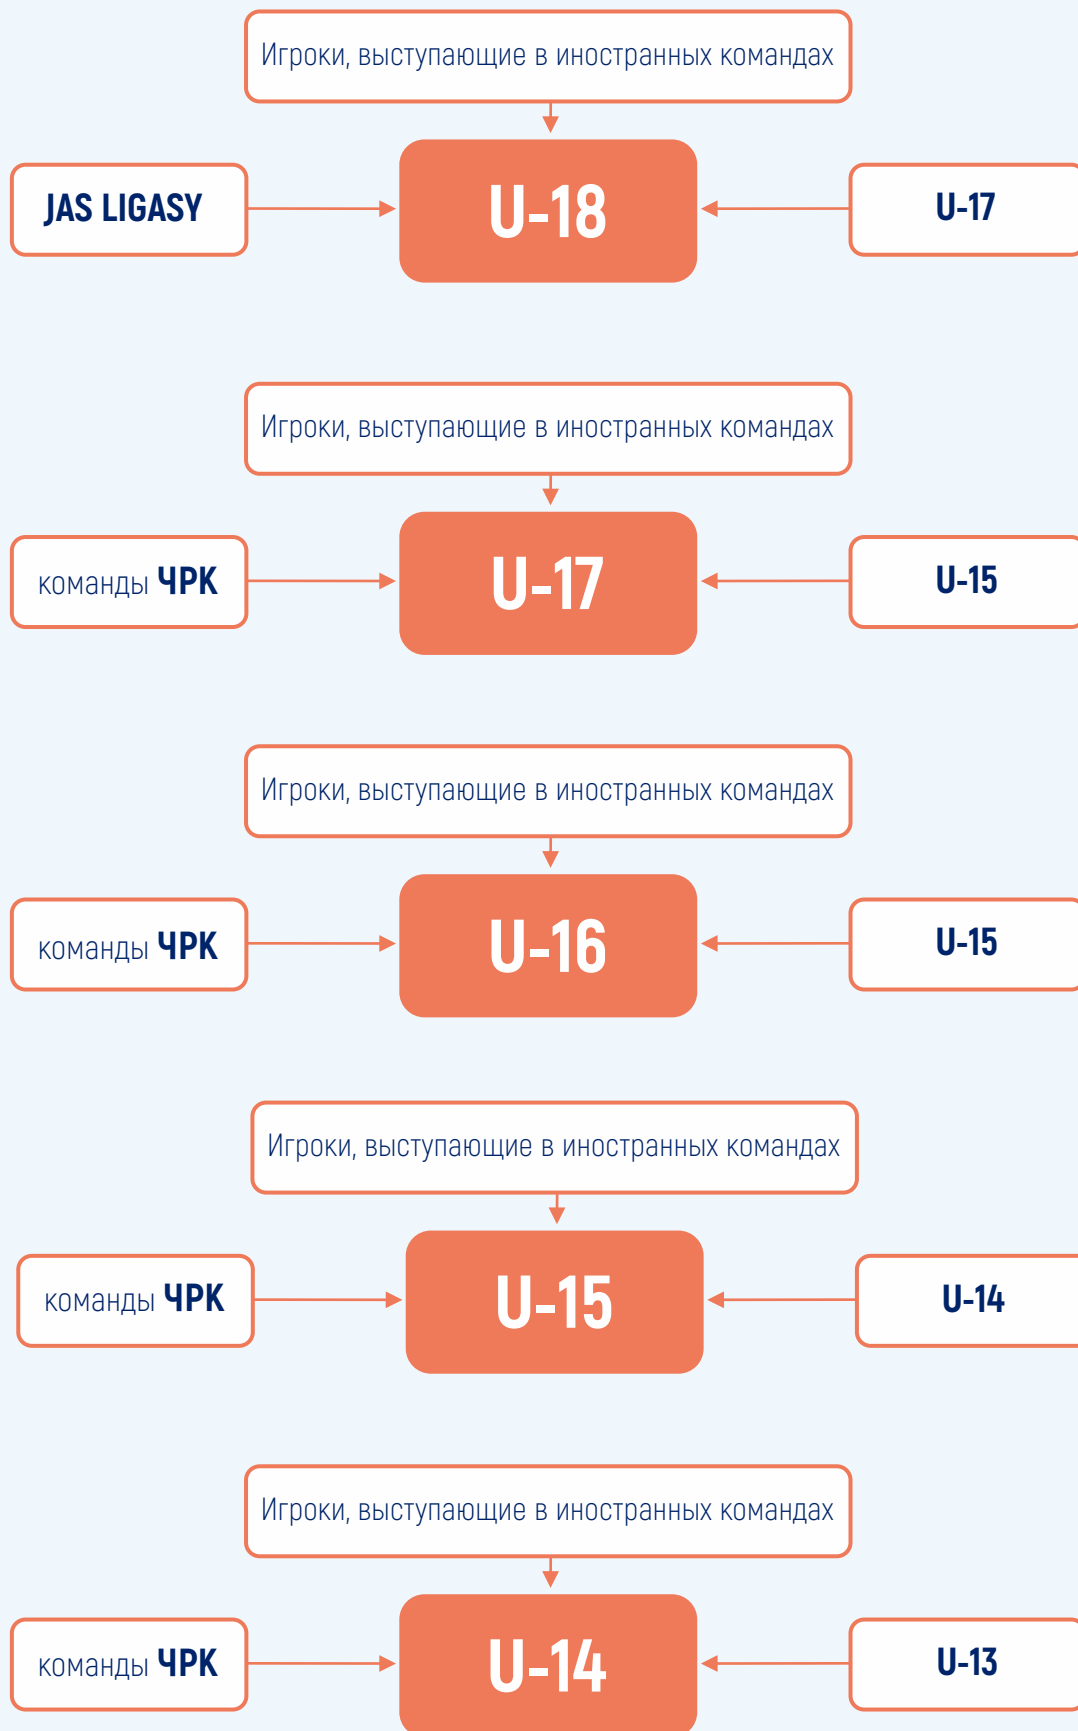 Игроки, выступающие в иностранных командах
JAS LIGASY
U-18
U-17
Игроки, выступающие в иностранных командах
команды ЧРК
U-17
U-15
Игроки, выступающие в иностранных командах
команды ЧРК
U-16
U-15
Игроки, выступающие в иностранных командах
команды ЧРК
U-15
U-14
Игроки, выступающие в иностранных командах
команды ЧРК
U-14
U-13